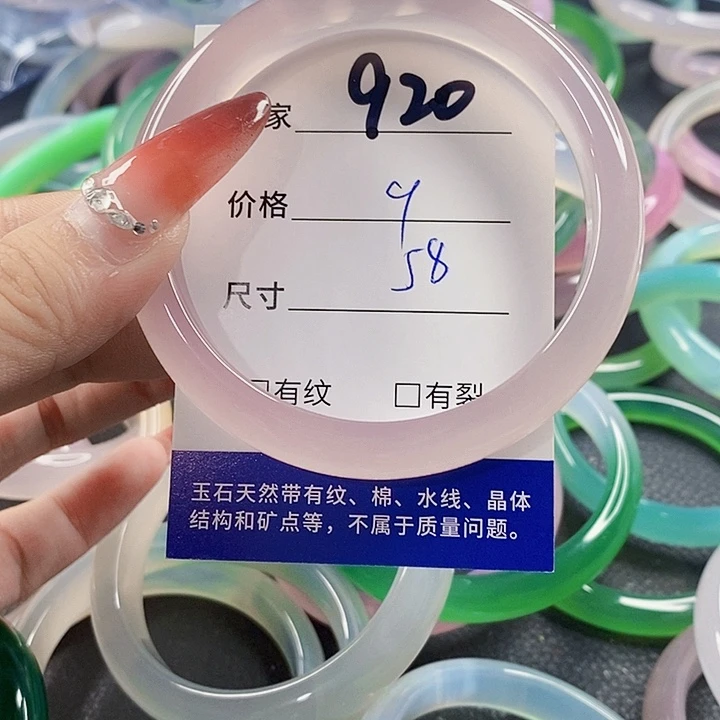 家 920
价格
尺寸 58
有纹 □有裂
玉石天然带有纹、棉、水线、晶体
结构和矿点等，不属于质量问题。